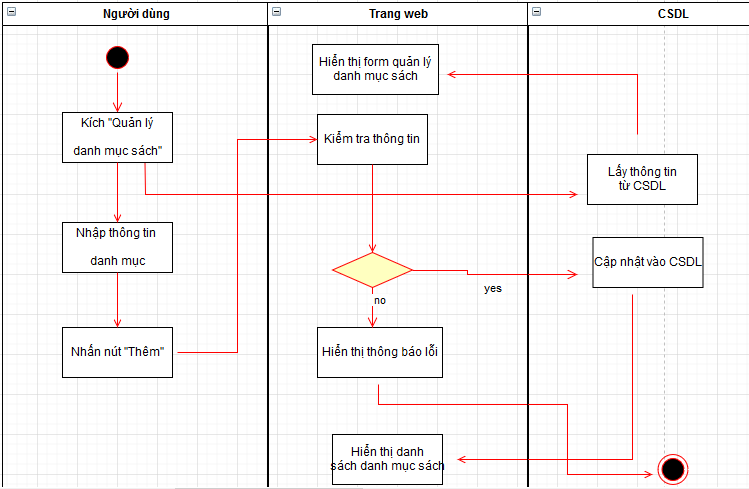 Người dùng
Trang web
CSDL
Hiển thị form quản lý
danh mục sách
Kích "Quản lý
danh mục sách"
Kiểm tra thông tin
Lấy thông tin
từ CSDL
Nhập thông tin
danh mục
Cập nhật vào CSDL
yes
no
Nhấn nút "Thêm"
Hiển thị thông báo lỗi
Hiển thị danh
sách danh mục sách